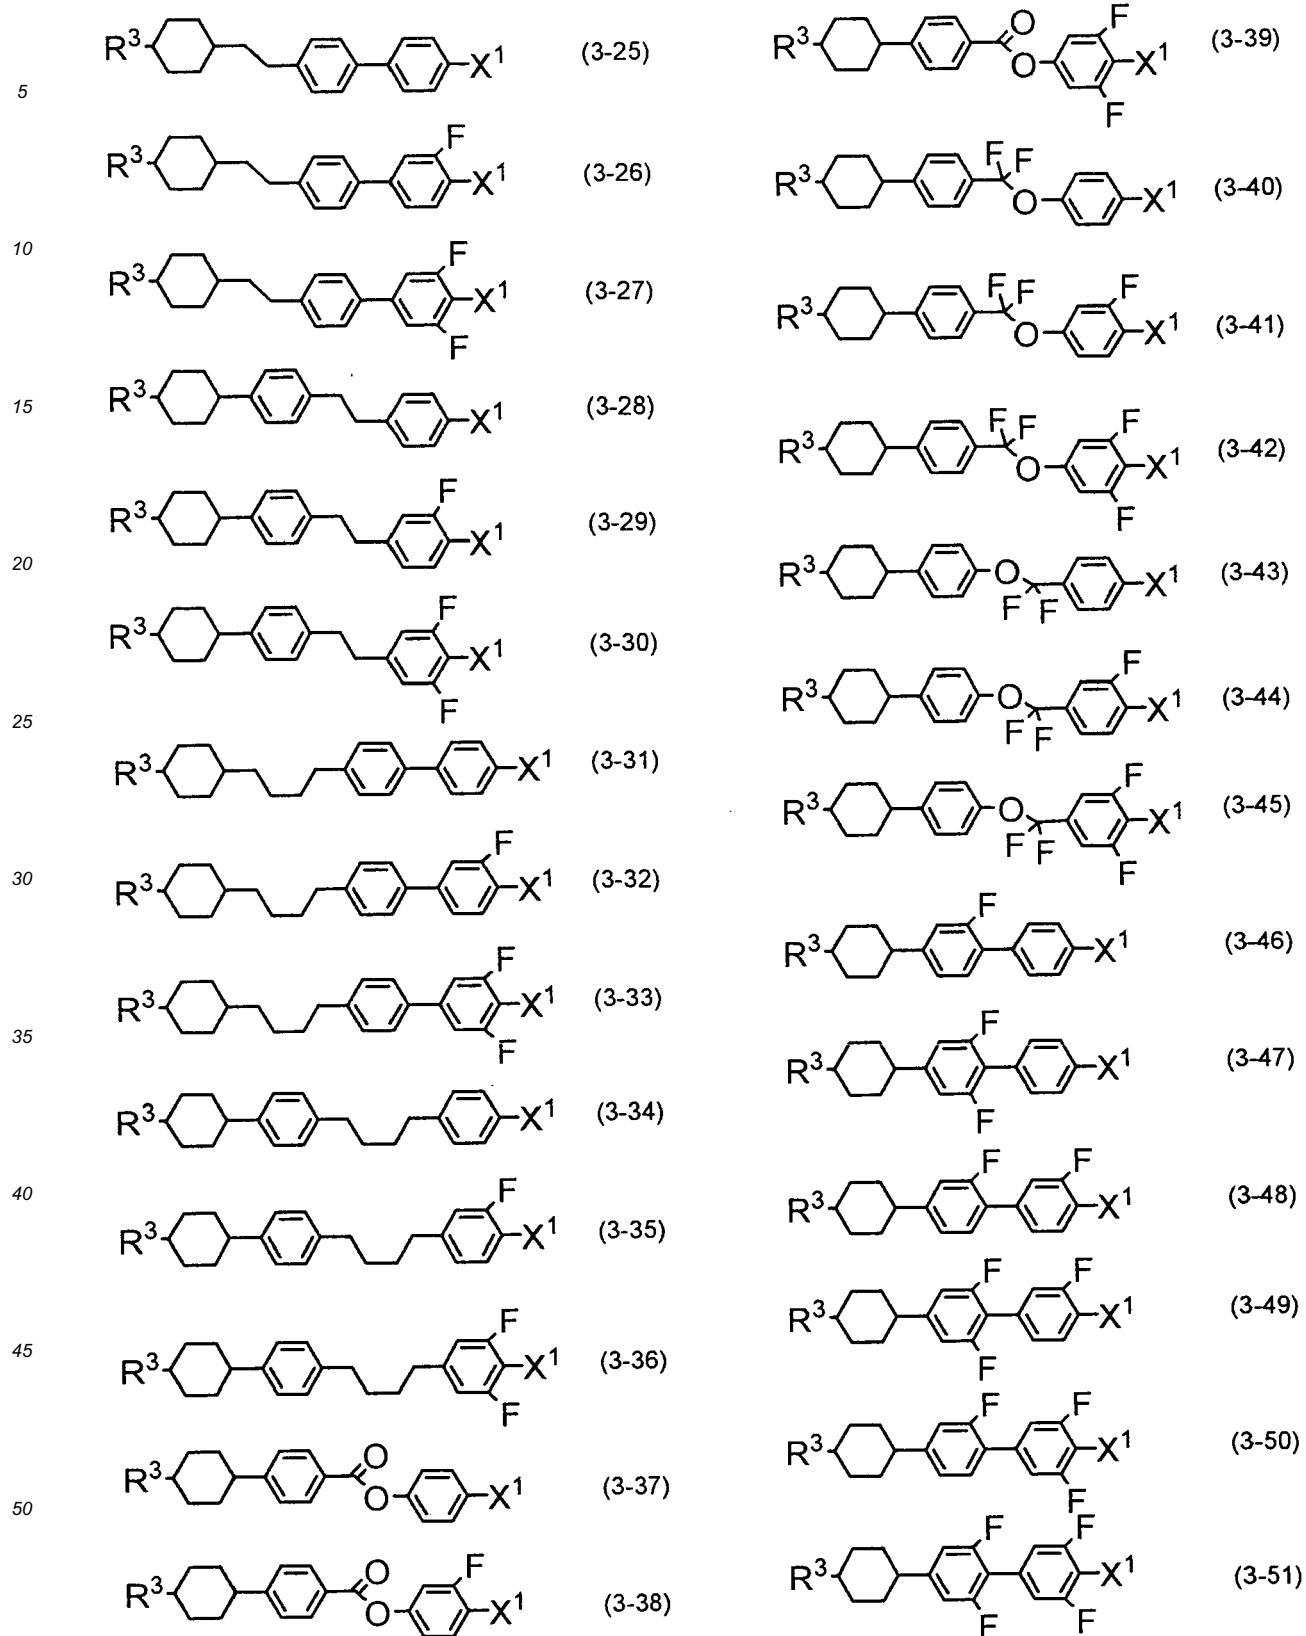 R³ X¹ (3-25)
5
R³ F X¹ (3-26)
10
R³ F X¹ F (3-27)
15
R³ X¹ (3-28)
R³ F X¹ (3-29)
20
R³ F X¹ F (3-30)
25
R³ X¹ (3-31)
30
R³ F X¹ (3-32)
R³ F X¹ F (3-33)
35
R³ X¹ (3-34)
40
R³ F X¹ (3-35)
45
R³ F X¹ F (3-36)
R³ O O X¹ (3-37)
50
R³ O O F X¹ (3-38)
R³ O O F X¹ F (3-39)
R³ F F O X¹ (3-40)
R³ F F O F X¹ (3-41)
R³ F F O F X¹ F (3-42)
R³ O F F X¹ (3-43)
R³ O F F F X¹ (3-44)
R³ O F F F X¹ F (3-45)
R³ F X¹ (3-46)
R³ F F X¹ (3-47)
R³ F F X¹ (3-48)
R³ F F F X¹ (3-49)
R³ F F X¹ F (3-50)
R³ F F F X¹ F (3-51)